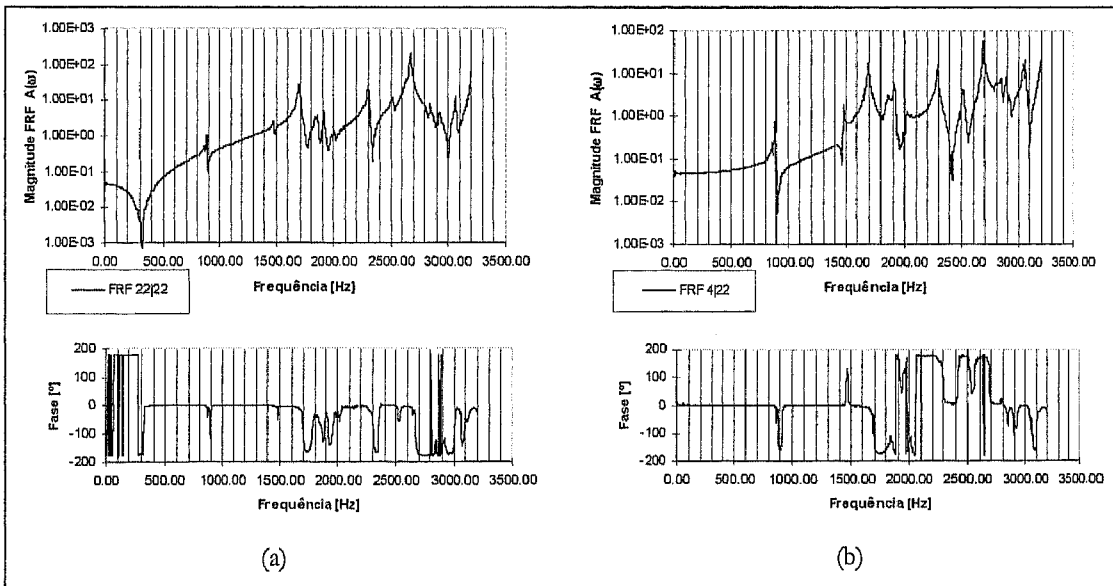 1.00E+03
1.00E+02
1.00E+01
1.00E+00
1.00E-01
1.00E-02
1.00E-03
Magnitude FRF A(ω)
0.00 500.00 1000.00 1500.00 2000.00 2500.00 3000.00 3500.00
Frequência [Hz]
FRF 22|22
200
100
0
-100
-200
Fase [º]
0.00 500.00 1000.00 1500.00 2000.00 2500.00 3000.00 3500.00
Frequência [Hz]
(a)
1.00E+02
1.00E+01
1.00E+00
1.00E-01
1.00E-02
1.00E-03
Magnitude FRF A(ω)
0.00 500.00 1000.00 1500.00 2000.00 2500.00 3000.00 3500.00
Frequência [Hz]
FRF 4|22
200
100
0
-100
-200
Fase [º]
0.00 500.00 1000.00 1500.00 2000.00 2500.00 3000.00 3500.00
Frequência [Hz]
(b)